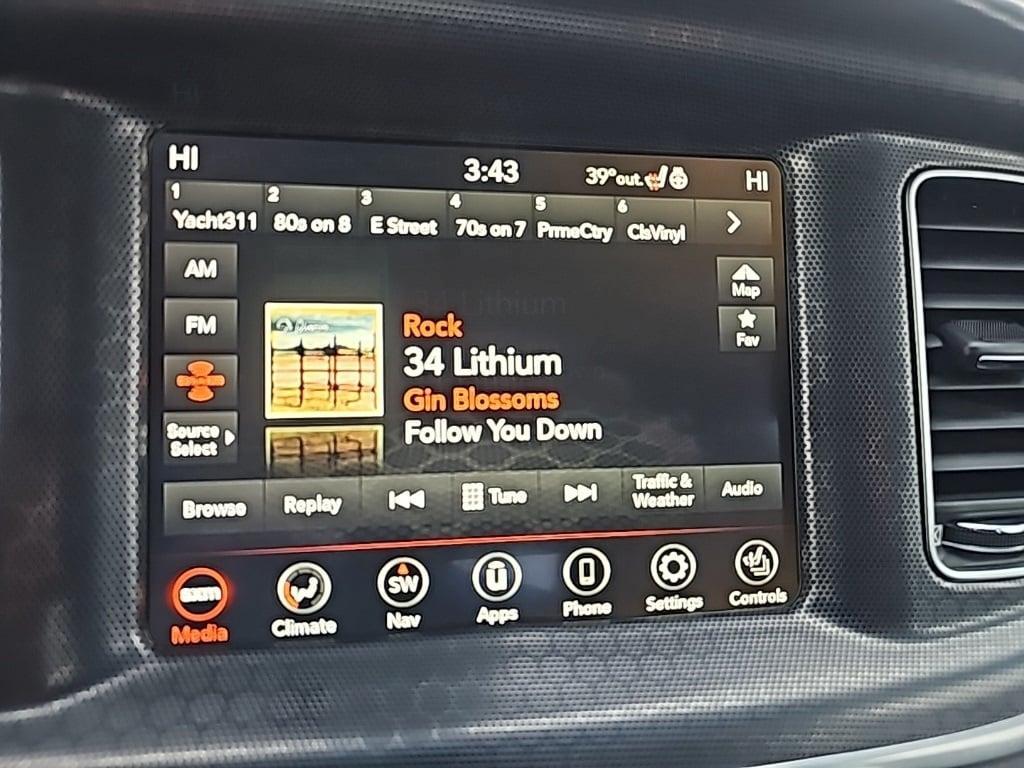 HI 3:43 39°out. HI
1 2 3 4 5 6
Yacht311 80s on 8 E Street 70s on 7 PrmeCtry ClsVinyl
AM
Map
FM
Rock
Fav
34 Lithium
Gin Blossoms
Follow You Down
Source
Select
Browse Replay Tune Traffic & Weather Audio
sxm SW
Media Climate Nav Apps Phone Settings Controls